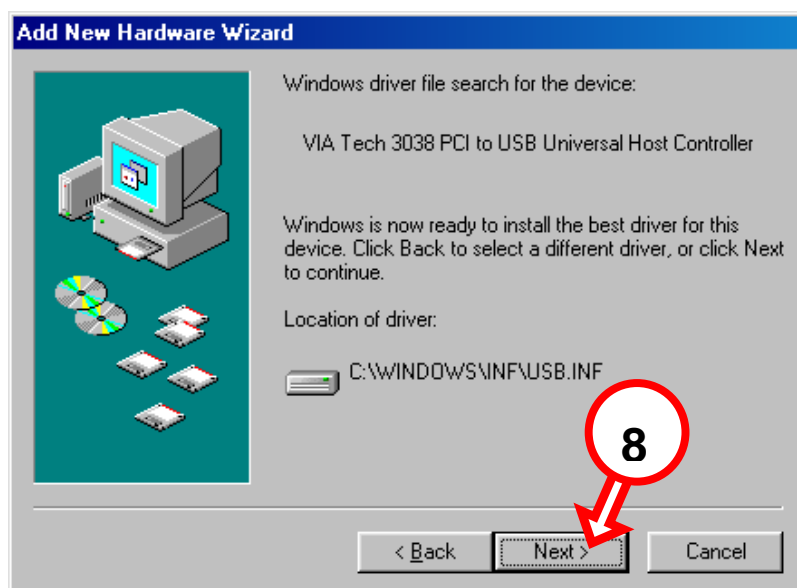 Add New Hardware Wizard
Windows driver file search for the device:
VIA Tech 3038 PCI to USB Universal Host Controller
Windows is now ready to install the best driver for this
device. Click Back to select a different driver, or click Next
to continue.
Location of driver:
C:\WINDOWS\INF\USB.INF
8
< Back
Next >
Cancel